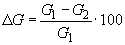 ΔG = (G₁ − G₂) / G₁ · 100